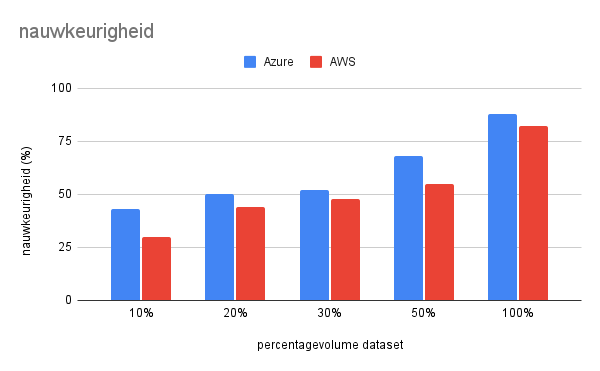 nauwkeurigheid
Azure AWS
nauwkeurigheid (%)
100
75
50
25
0
10% 20% 30% 50% 100%
percentagevolume dataset